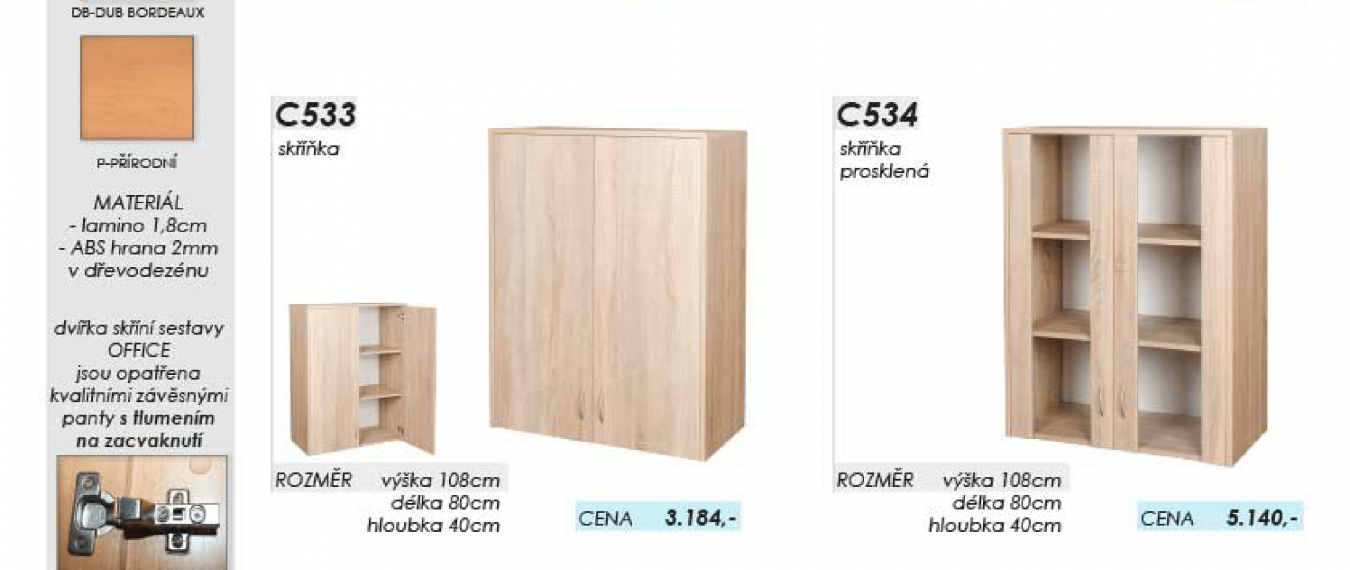 DB-DUB BORDEAUX
P-PŘÍRODNÍ
MATERIÁL
- lamino 1,8cm
- ABS hrana 2mm
v dřevodezénu
dvířka skříní sestavy
OFFICE
jsou opatřena
kvalitními závěsnými
panty s tlumením
na zacvaknutí
C533
skříňka
ROZMĚR výška 108cm
délka 80cm
hloubka 40cm
CENA 3.184,-
C534
skříňka
prosklená
ROZMĚR výška 108cm
délka 80cm
hloubka 40cm
CENA 5.140,-